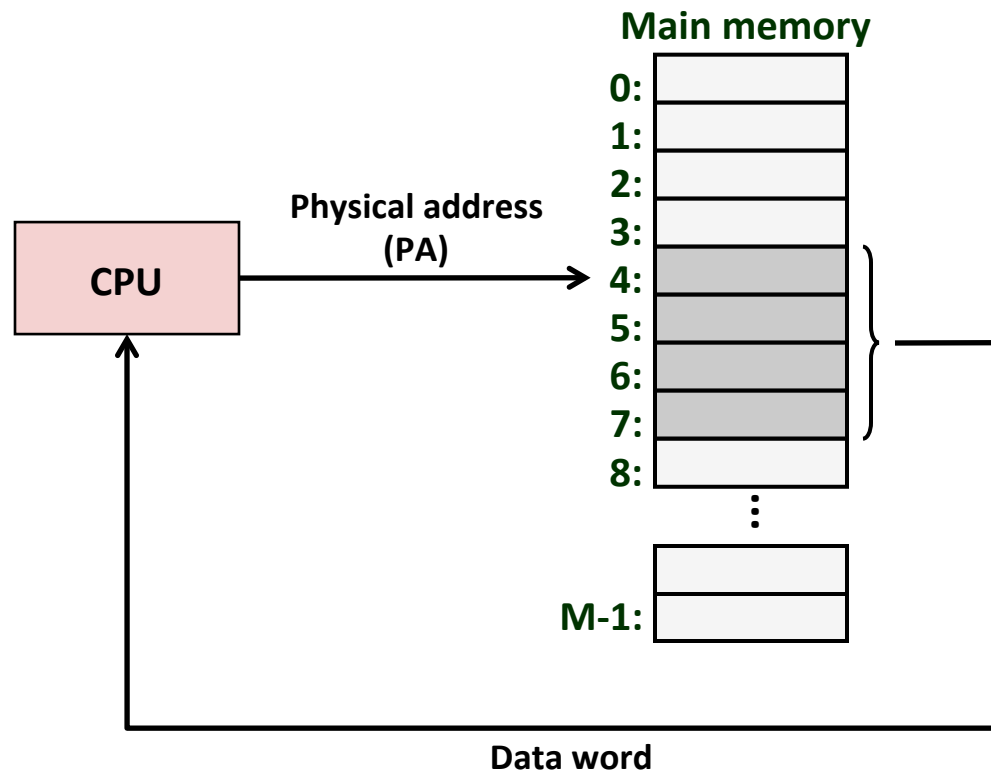 Main memory
0:
1:
2:
Physical address
(PA)
3:
CPU
4:
5:
6:
7:
8:
M-1:
Data word